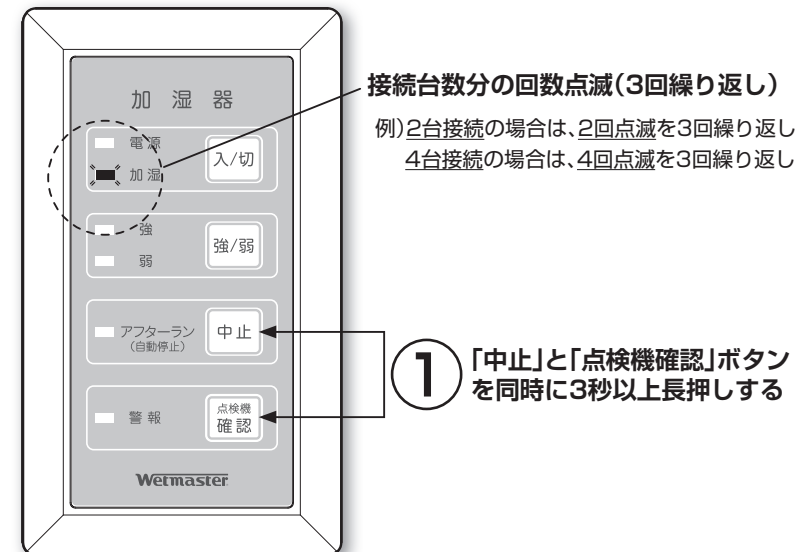 加湿器
電源
入/切
加湿
強
強/弱
弱
アフターラン
(自動停止)
中止
警報
点検機
確認
Wetmaster
接続台数分の回数点滅(3回繰り返し)
例)2台接続の場合は、2回点滅を3回繰り返し
4台接続の場合は、4回点滅を3回繰り返し
1
「中止」と「点検機確認」ボタン
を同時に3秒以上長押しする